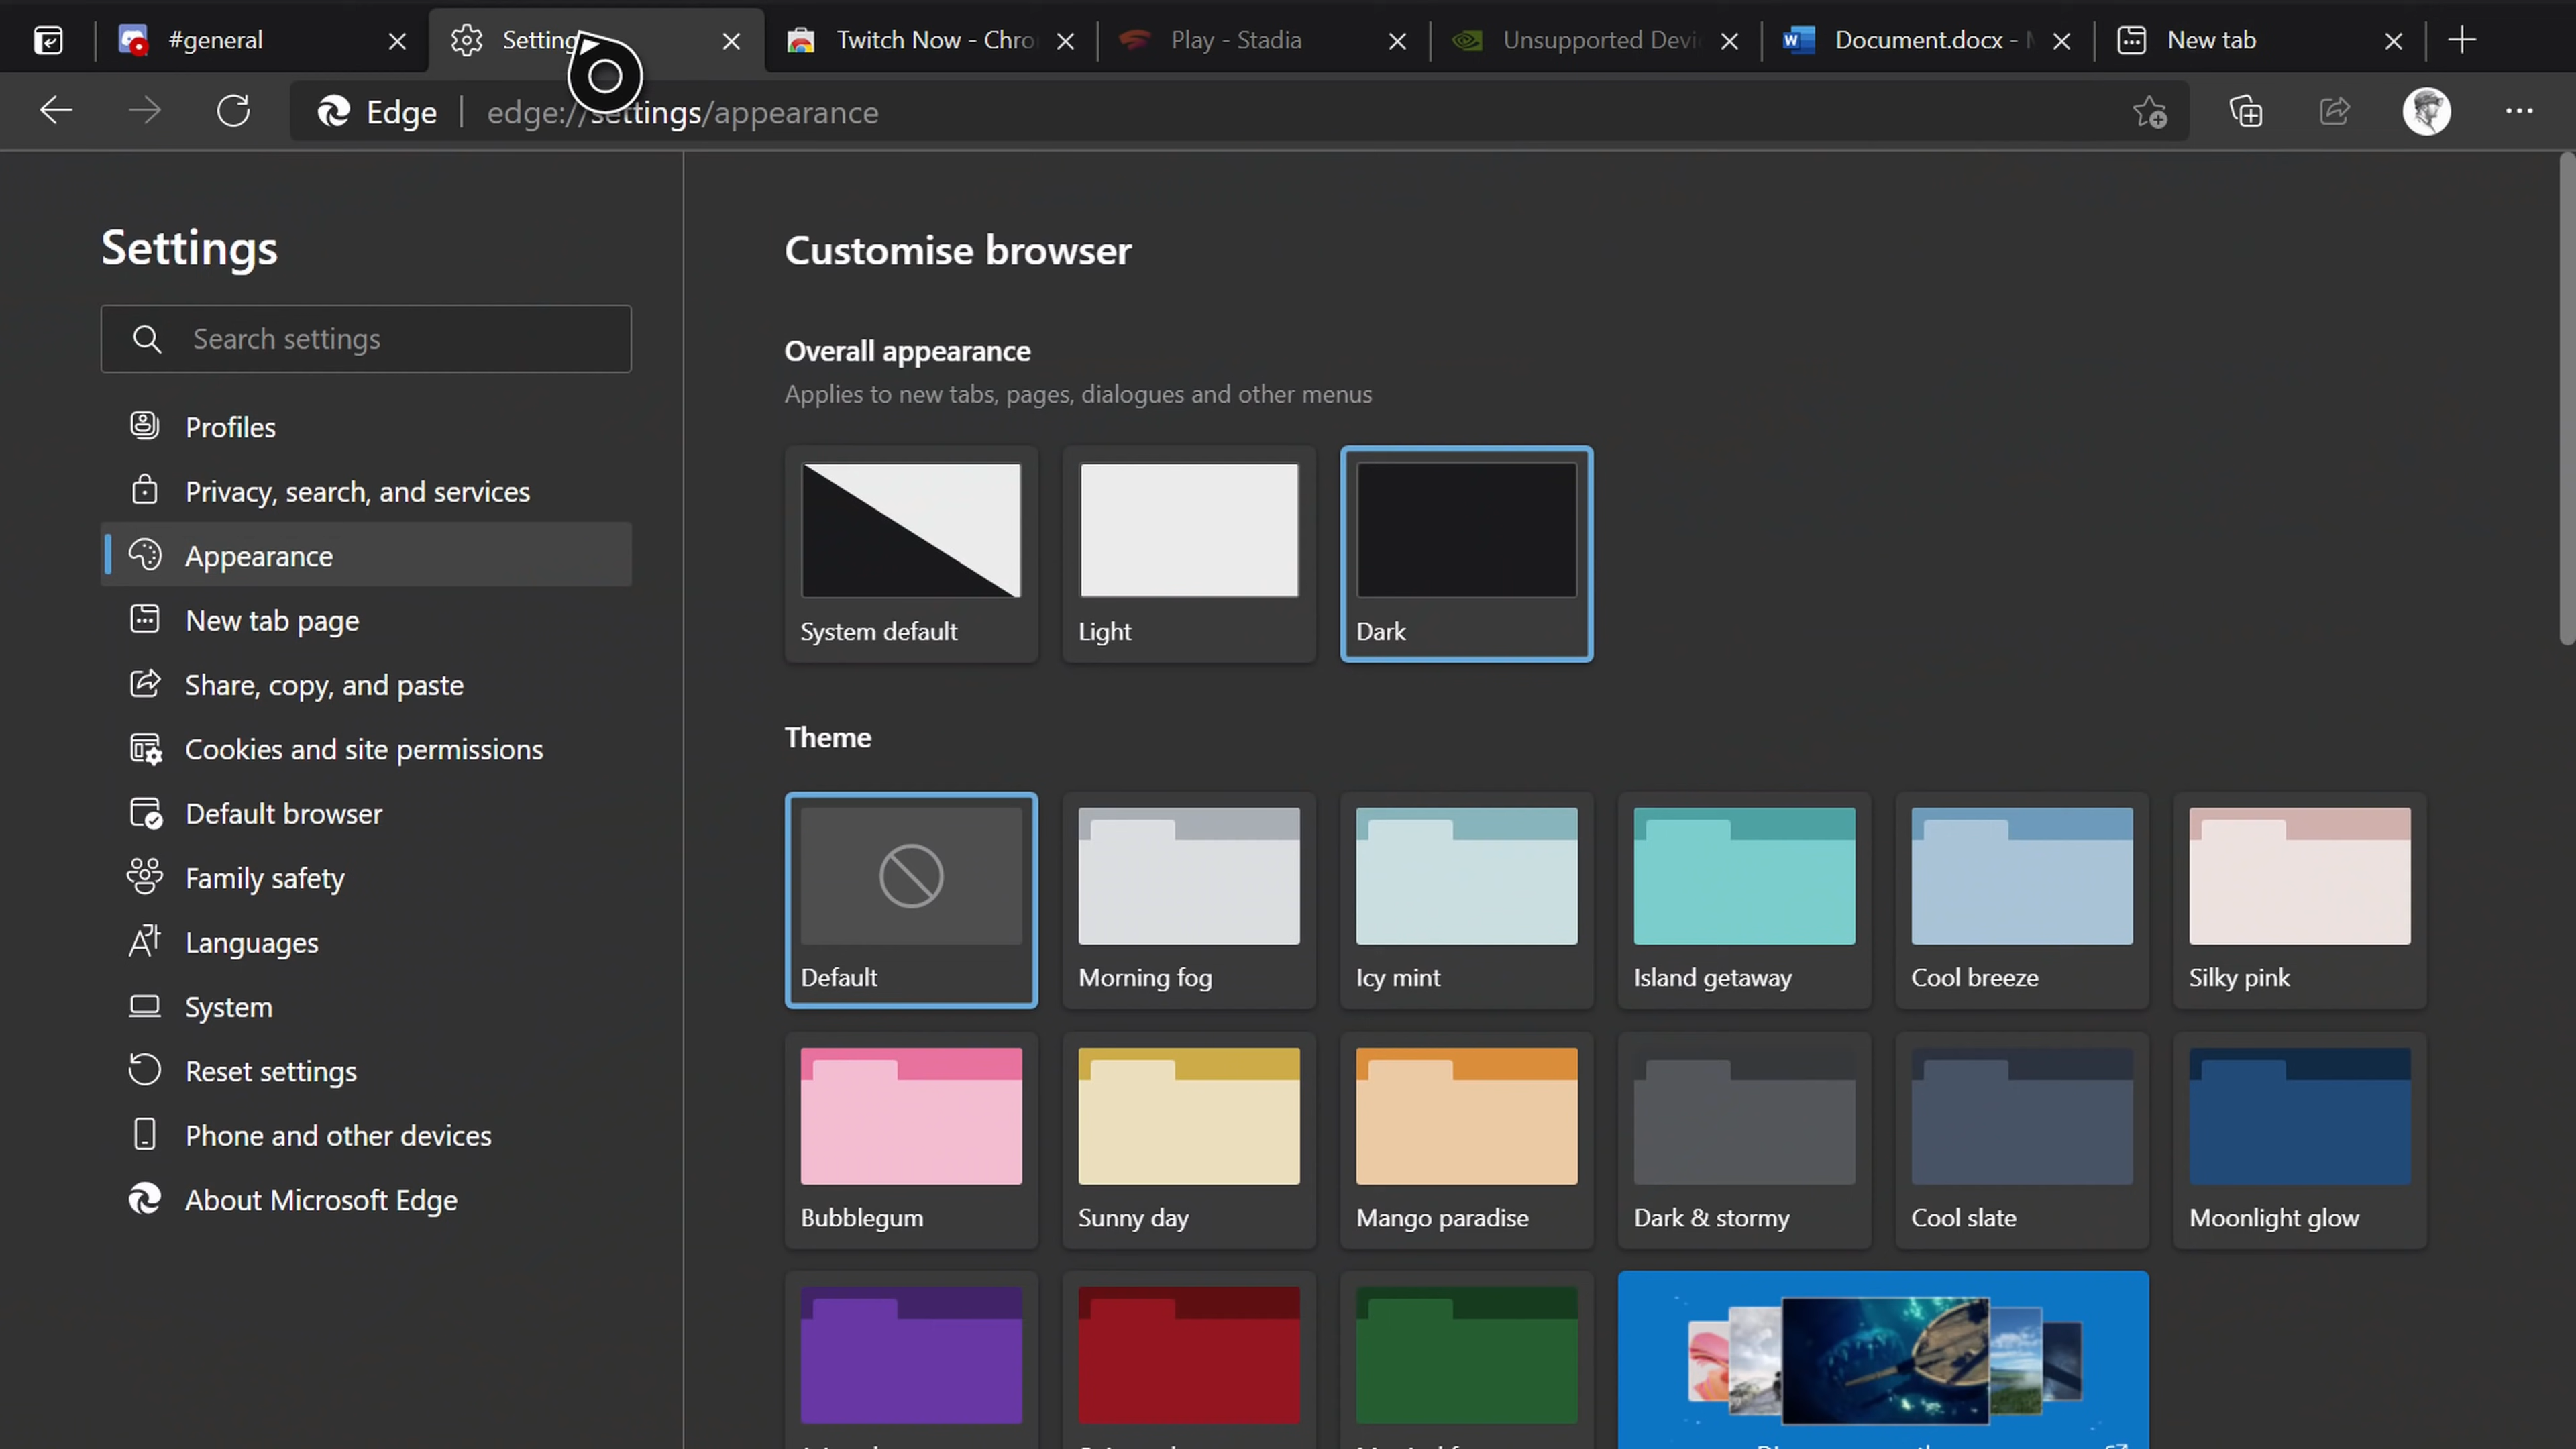 #general
Setting
Twitch Now - Chro
Play - Stadia
Unsupported Devi
Document.docx -
New tab
Edge
edge://settings/appearance
Settings
Search settings
Profiles
Privacy, search, and services
Appearance
New tab page
Share, copy, and paste
Cookies and site permissions
Default browser
Family safety
Languages
System
Reset settings
Phone and other devices
About Microsoft Edge
Customise browser
Overall appearance
Applies to new tabs, pages, dialogues and other menus
System default
Light
Dark
Theme
Default
Morning fog
Icy mint
Island getaway
Cool breeze
Silky pink
Bubblegum
Sunny day
Mango paradise
Dark & stormy
Cool slate
Moonlight glow